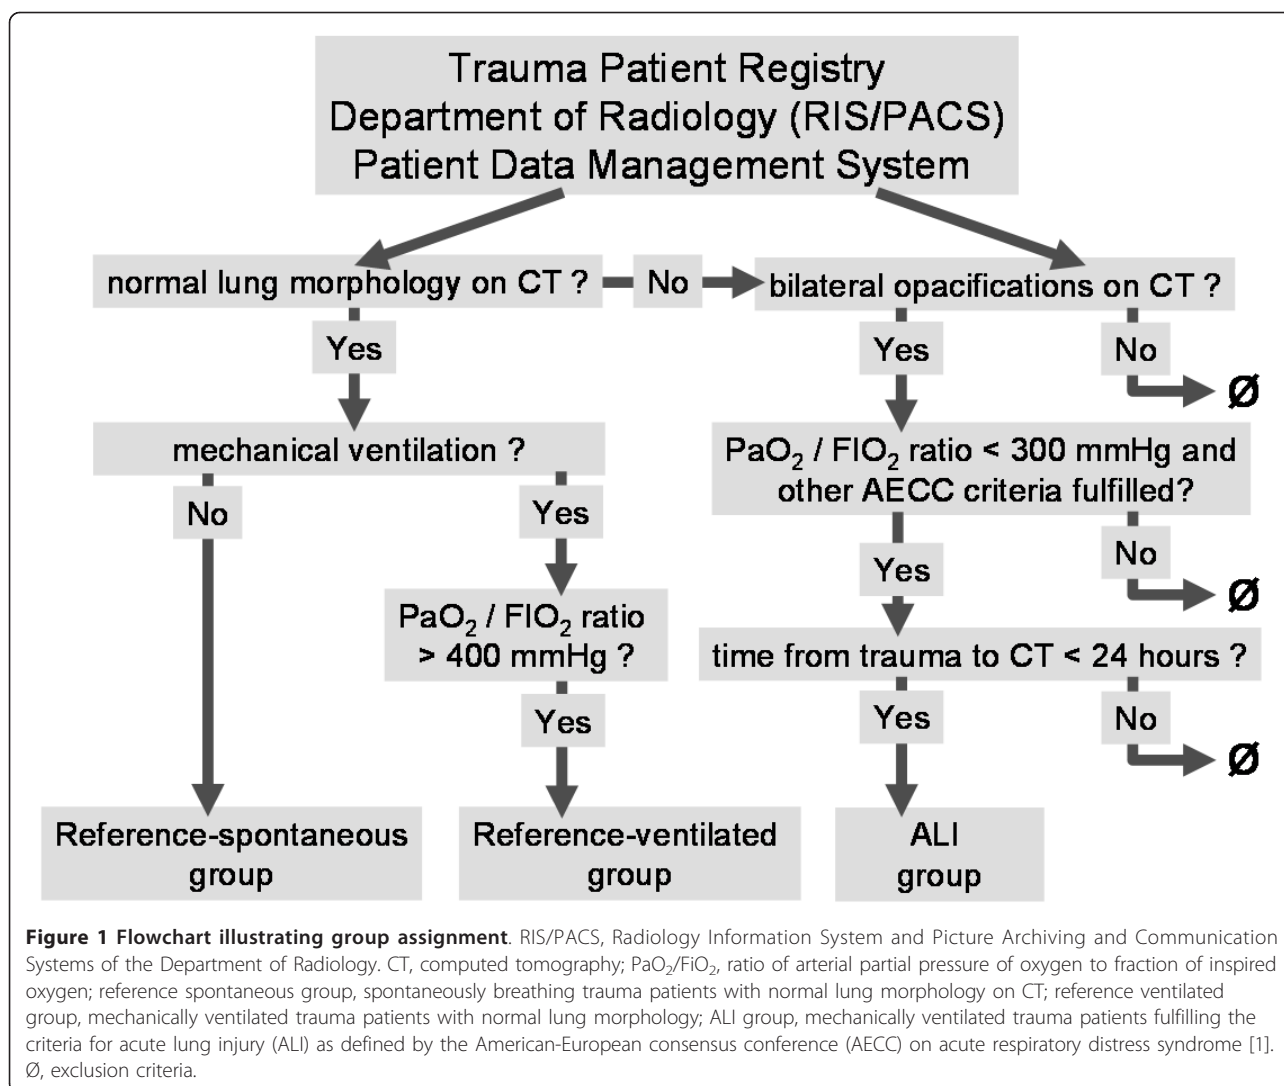 Trauma Patient Registry
Department of Radiology (RIS/PACS)
Patient Data Management System
normal lung morphology on CT ?
No
bilateral opacifications on CT ?
Yes
Yes
No
Ø
mechanical ventilation ?
PaO₂ / FIO₂ ratio < 300 mmHg and
other AECC criteria fulfilled?
No
Yes
Yes
No
Ø
PaO₂ / FIO₂ ratio
> 400 mmHg ?
time from trauma to CT < 24 hours ?
Yes
Yes
No
Ø
Reference-spontaneous
group
Reference-ventilated
group
ALI
group
Figure 1 Flowchart illustrating group assignment. RIS/PACS, Radiology Information System and Picture Archiving and Communication
Systems of the Department of Radiology. CT, computed tomography; PaO₂/FiO₂, ratio of arterial partial pressure of oxygen to fraction of inspired
oxygen; reference spontaneous group, spontaneously breathing trauma patients with normal lung morphology on CT; reference ventilated
group, mechanically ventilated trauma patients with normal lung morphology; ALI group, mechanically ventilated trauma patients fulfilling the
criteria for acute lung injury (ALI) as defined by the American-European consensus conference (AECC) on acute respiratory distress syndrome [1].
Ø, exclusion criteria.